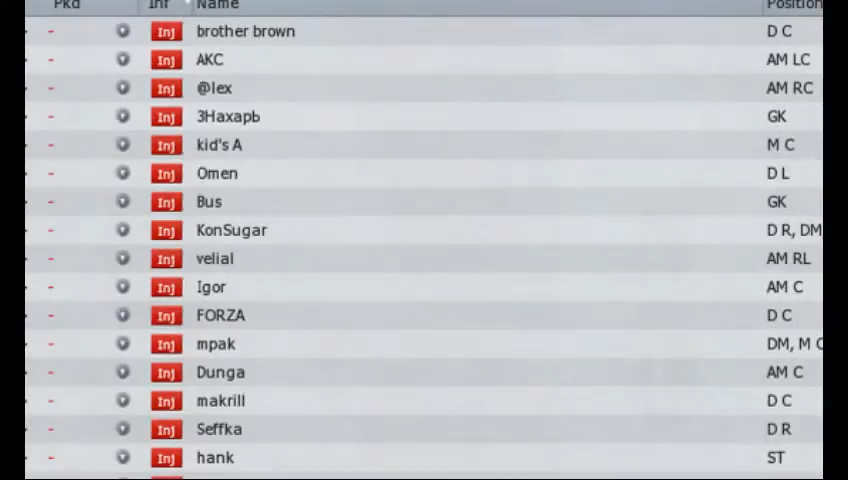 Pkd Inf Name Position
- Inj brother brown D C
- Inj AKC AM LC
- Inj @lex AM RC
- Inj 3Haxapb GK
- Inj kid's A M C
- Inj Omen D L
- Inj Bus GK
- Inj KonSugar D R, DM
- Inj velial AM RL
- Inj Igor AM C
- Inj FORZA D C
- Inj mpak DM, M C
- Inj Dunga AM C
- Inj makrill D C
- Inj Seffka D R
- Inj hank ST